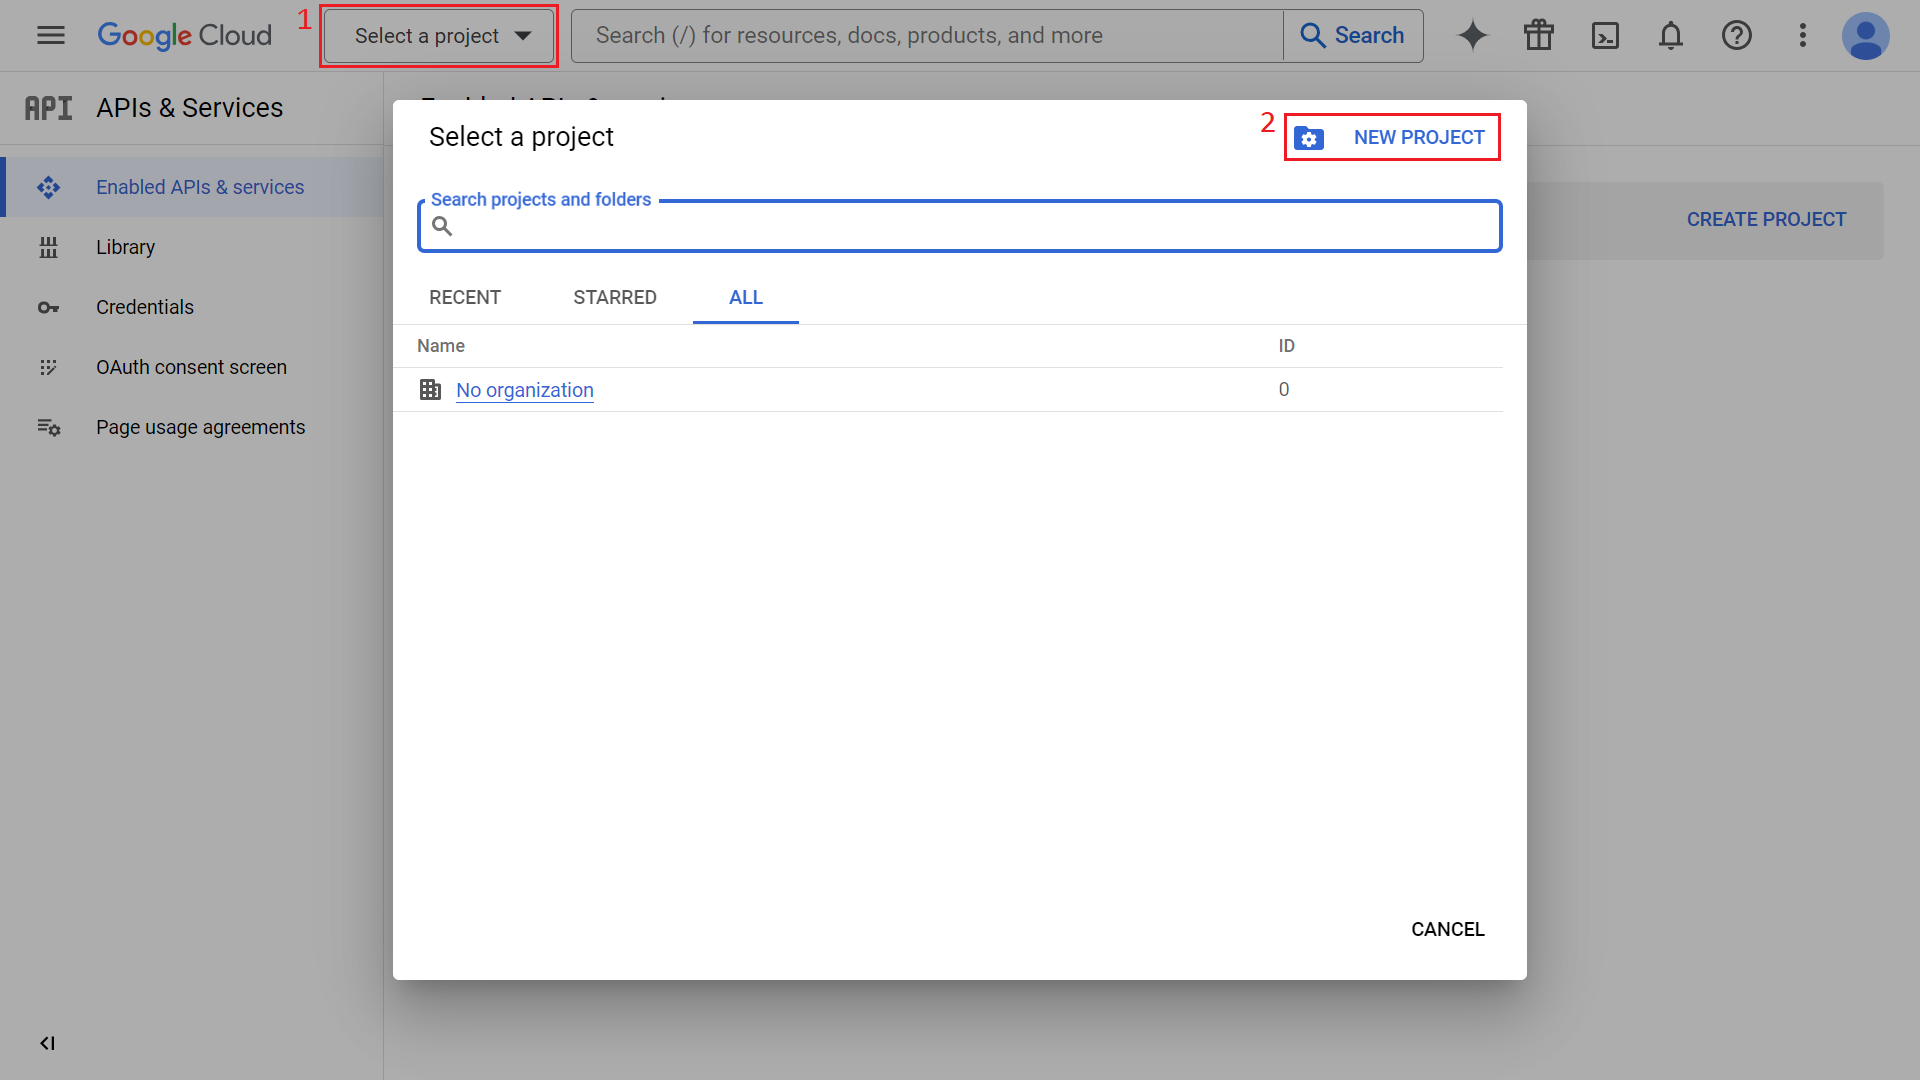 Google Cloud
1
Select a project
Search (/) for resources, docs, products, and more
Search
API
APIs & Services
Enabled APIs & services
Library
Credentials
OAuth consent screen
Page usage agreements
Select a project
2
NEW PROJECT
Search projects and folders
RECENT
STARRED
ALL
Name
ID
No organization
0
CANCEL
CREATE PROJECT